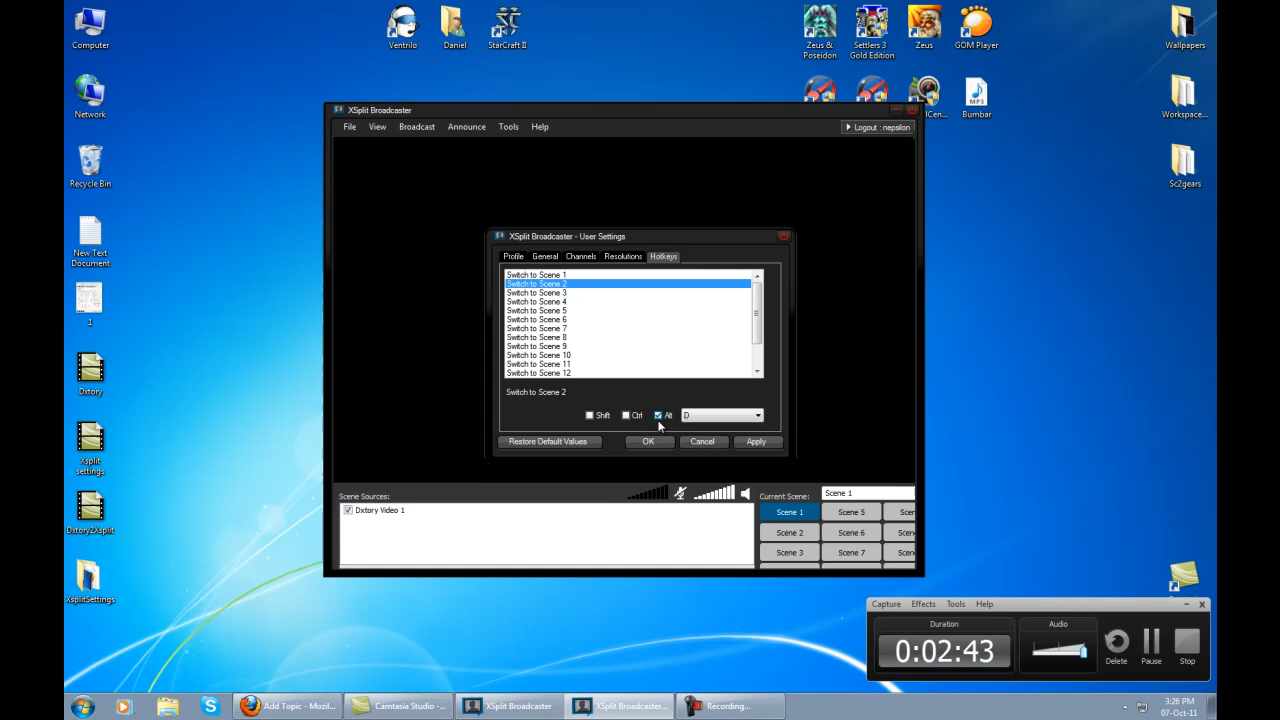 Computer
Ventrilo
Daniel
StarCraft II
Zeus &
Poseidon
Settlers 3
Gold Edition
Zeus
GOM Player
Wallpapers
Network
lCen...
Bumbar
Workspace...
XSplit Broadcaster
File View Broadcast Announce Tools Help
Logout : nepsilon
Recycle Bin
Sc2gears
New Text
Document
1
XSplit Broadcaster - User Settings
Profile General Channels Resolutions Hotkeys
Switch to Scene 1
Switch to Scene 2
Switch to Scene 3
Switch to Scene 4
Switch to Scene 5
Switch to Scene 6
Switch to Scene 7
Switch to Scene 8
Switch to Scene 9
Switch to Scene 10
Switch to Scene 11
Switch to Scene 12
Switch to Scene 2
Shift Ctrl Alt D
Restore Default Values OK Cancel Apply
Dxtory
Xsplit
settings
Dxtory2Xsplit
XsplitSettings
Scene Sources:
Dxtory Video 1
Current Scene: Scene 1
Scene 1 Scene 5 Scen
Scene 2 Scene 6 Scen
Scene 3 Scene 7 Scen
Capture Effects Tools Help
Duration
0:02:43
Audio
Delete Pause Stop
Add Topic - Mozil...
Camtasia Studio -...
XSplit Broadcaster
XSplit Broadcaster...
Recording...
3:26 PM
07-Oct-11